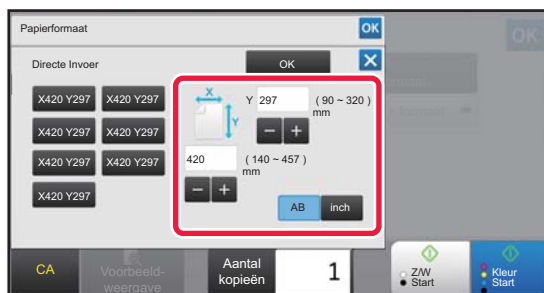 Papierformaat
OK
OK
Directe Invoer
OK
X420 Y297
X420 Y297
X420 Y297
X420 Y297
X420 Y297
X420 Y297
X420 Y297
X
Y
Y 297 ( 90 ~ 320 )
mm
− +
420 ( 140 ~ 457 )
mm
− +
AB inch
CA
Voorbeeld-
weergave
Aantal
kopieën
1
Z/W
Start
Kleur
Start